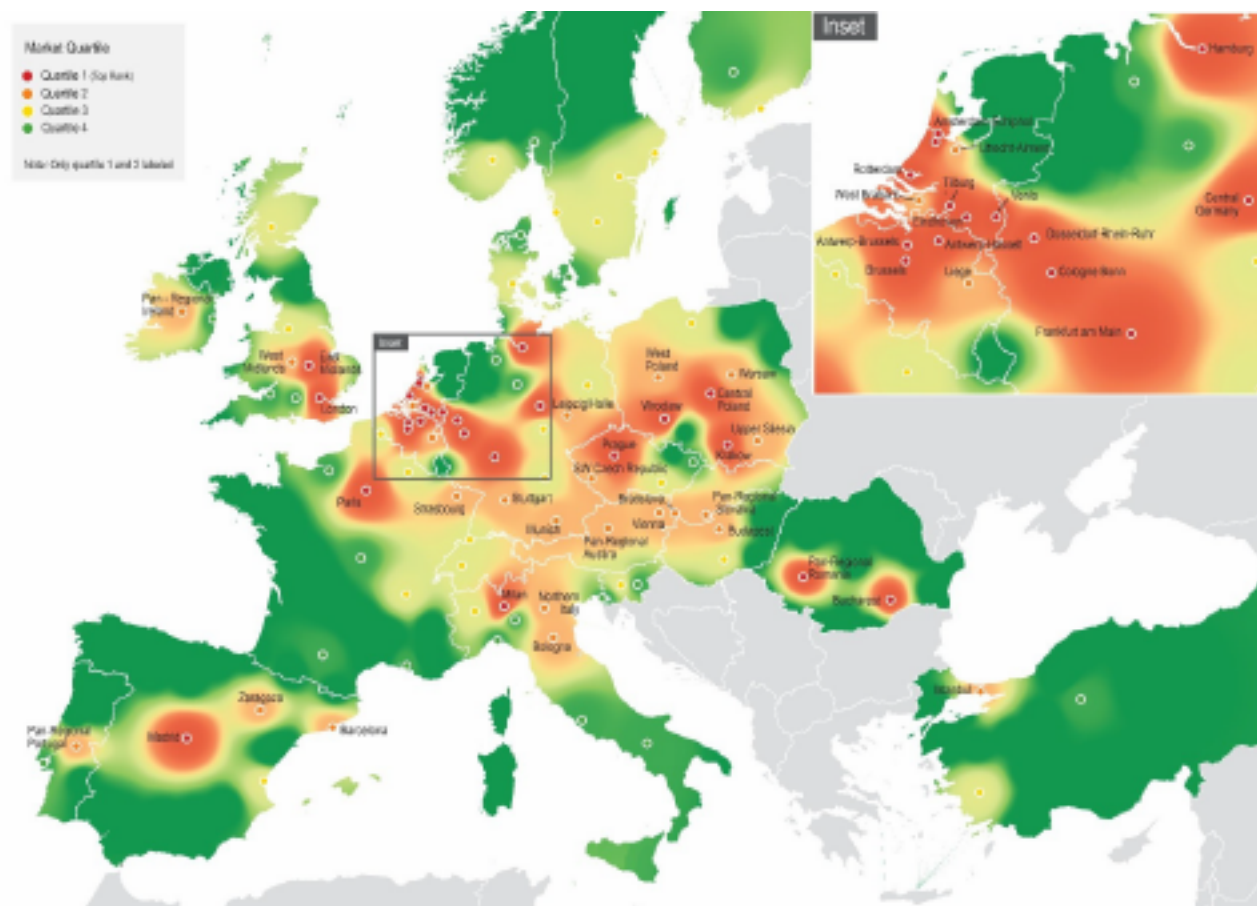 Market Quartile
Quartile 1 (Top Rank)
Quartile 2
Quartile 3
Quartile 4
Note: Only quartile 1 and 2 labeled
Inset
Hamburg
Amsterdam-Schiphol
Utrecht-Almere
Rotterdam
Tilburg
West Brabant
Venlo
Central
Germany
Eindhoven
Dusseldorf-Rhein-Ruhr
Antwerp-Brussels
Antwerp-Hasselt
Brussels
Liege
Cologne-Bonn
Frankfurt am Main
Pan - Regional
Ireland
West
Midlands
East
Midlands
London
Inset
West
Poland
Warsaw
Leipzig/Halle
Central
Poland
Wroclaw
Upper Silesia
Prague
Kraków
SW Czech Republic
Paris
Strasbourg
Stuttgart
Bratislava
Pan-Regional
Slovakia
Munich
Vienna
Budapest
Pan-Regional
Austria
Pan-Regional
Romania
Bucharest
Milan
Northern
Italy
Bologna
Zaragoza
Istanbul
Pan-Regional
Portugal
Madrid
Barcelona